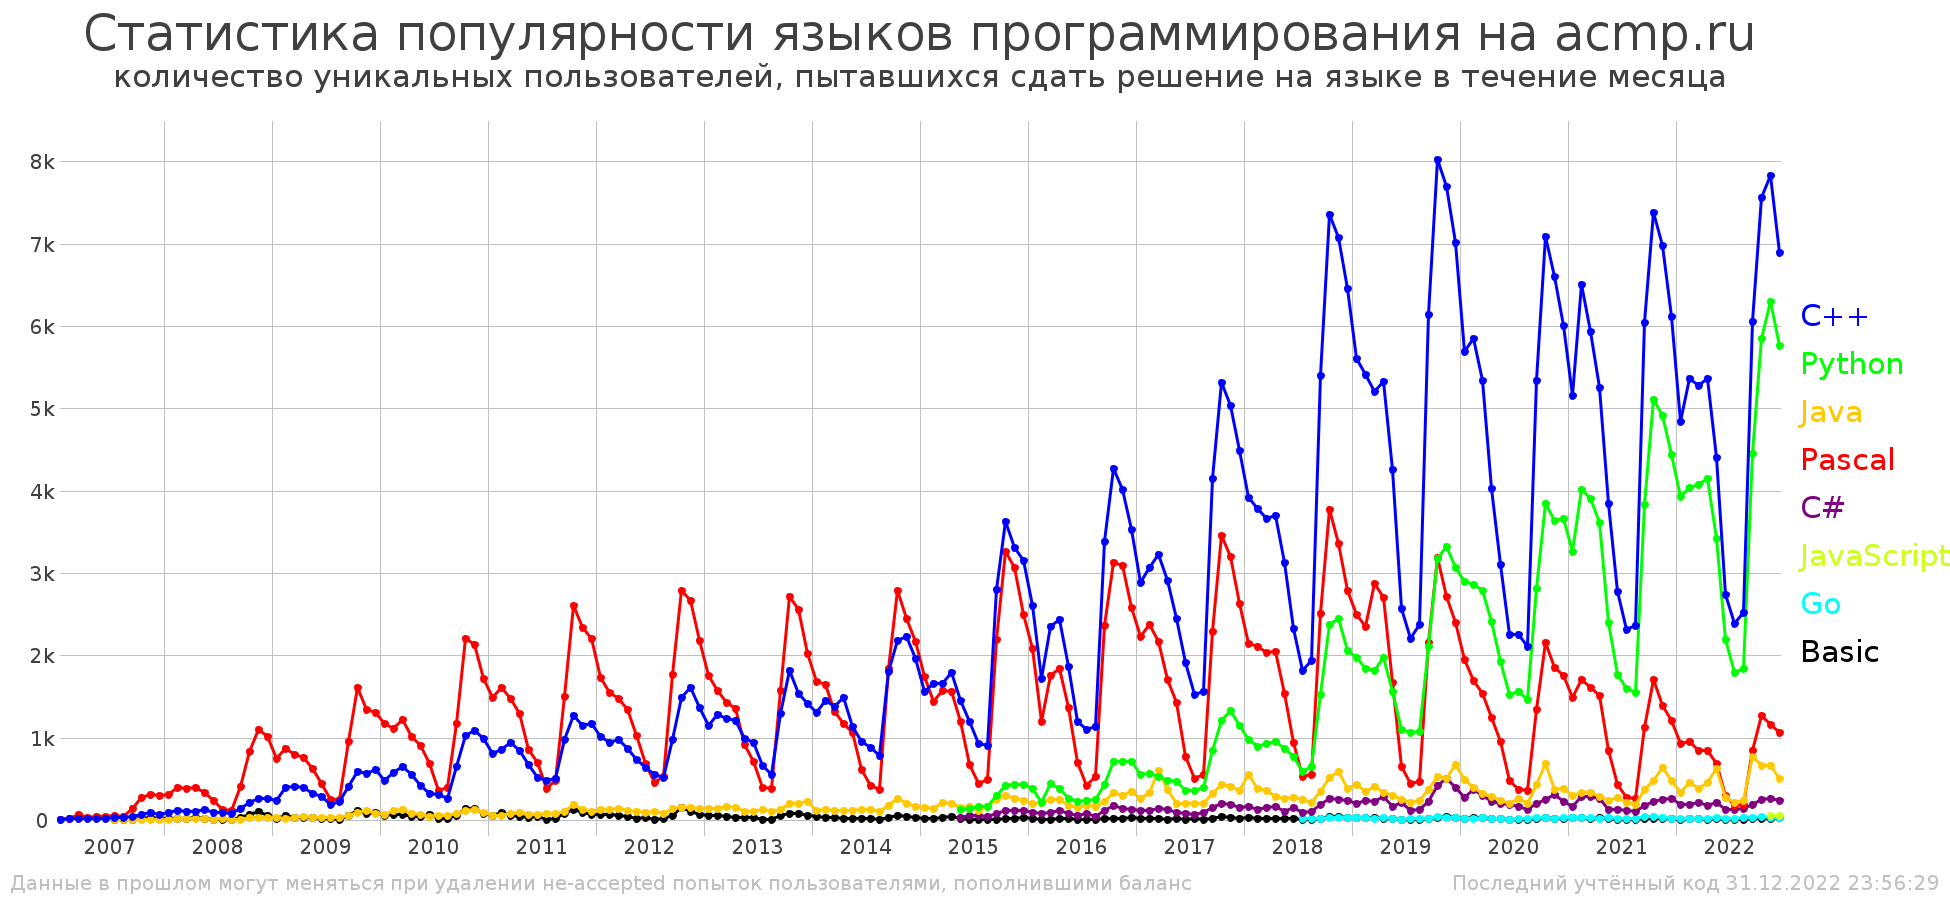 Статистика популярности языков программирования на acmp.ru
количество уникальных пользователей, пытавшихся сдать решение на языке в течение месяца
8k
7k
6k
5k
4k
3k
2k
1k
0
C++
Python
Java
Pascal
C#
JavaScript
Go
Basic
2007 2008 2009 2010 2011 2012 2013 2014 2015 2016 2017 2018 2019 2020 2021 2022
Данные в прошлом могут меняться при удалении не-accepted попыток пользователями, пополнившими баланс
Последний учтённый код 31.12.2022 23:56:29